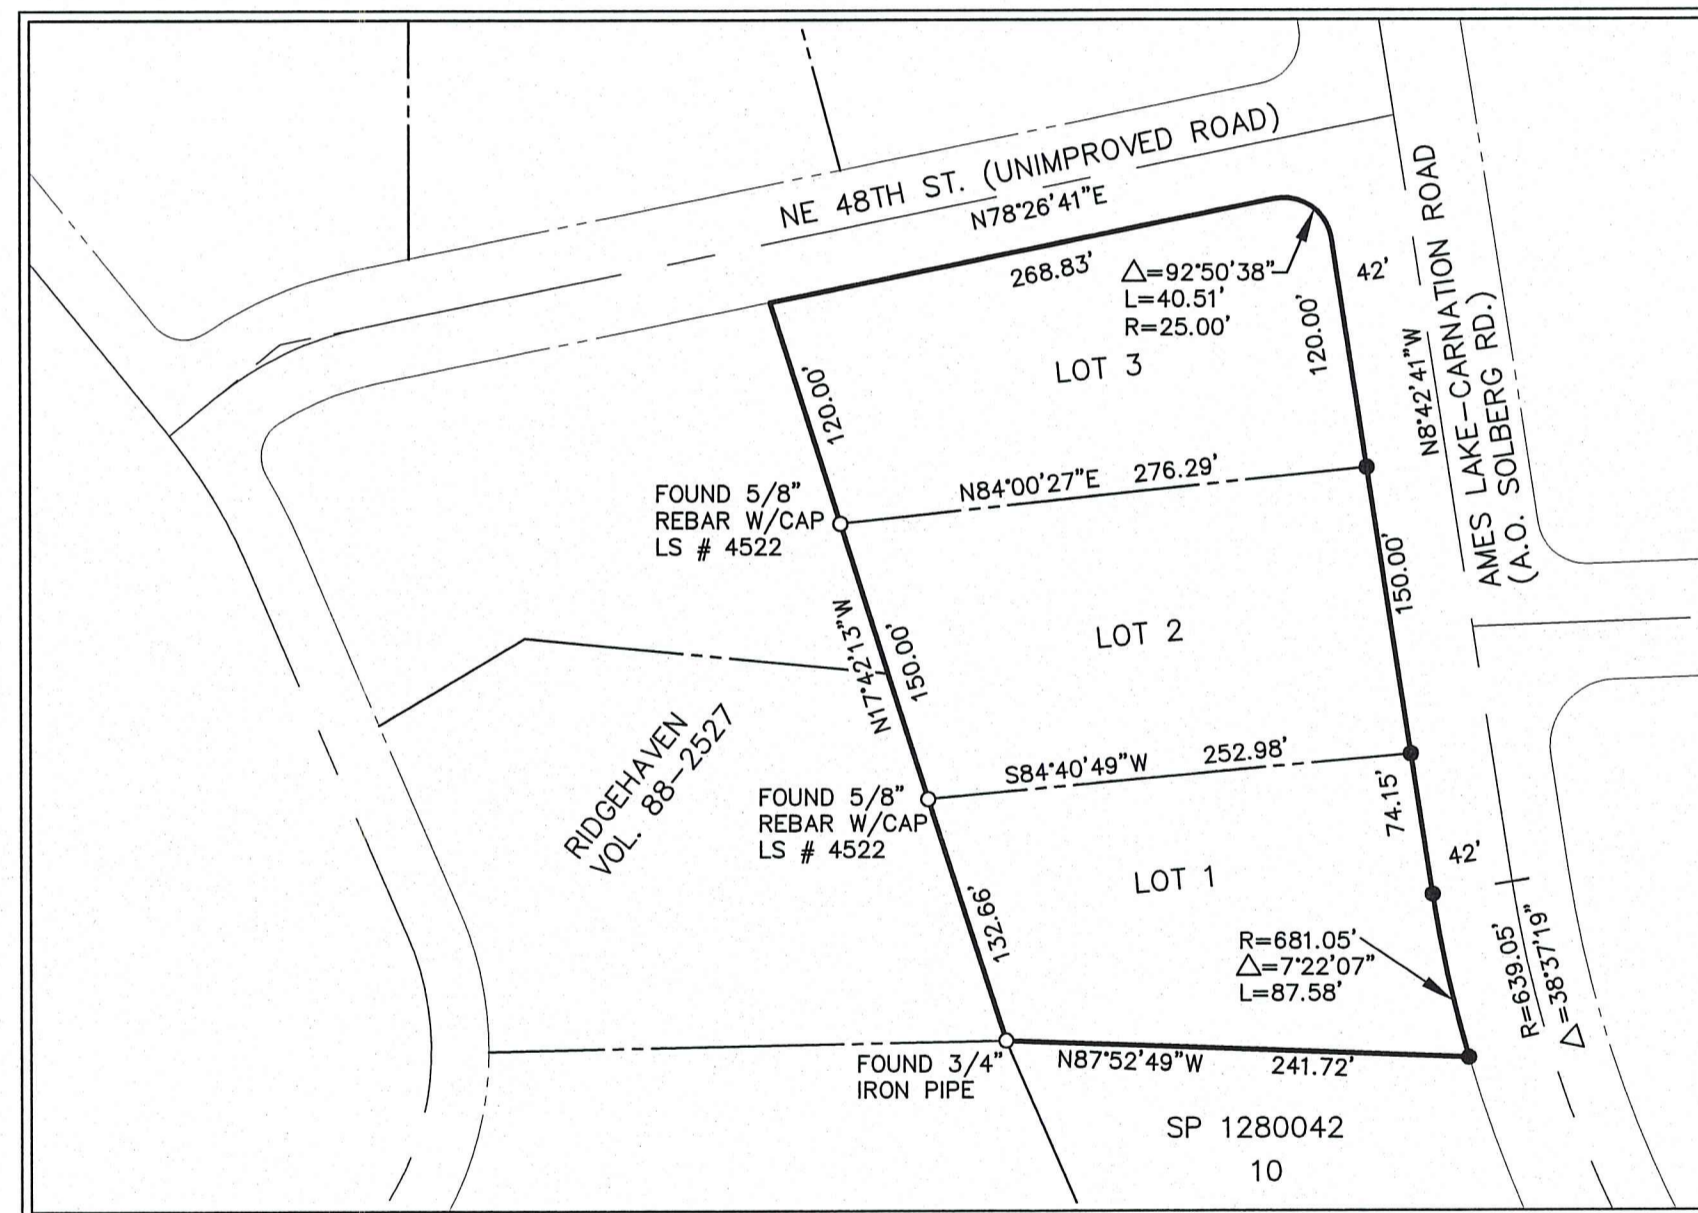 NE 48TH ST. (UNIMPROVED ROAD)
N78°26'41"E
268.83'
△=92°50'38"
L=40.51'
R=25.00'
42'
120.00'
LOT 3
120.00'
N8°42'41"W
AMES LAKE-CARNATION ROAD
(A.O. SOLBERG RD.)
FOUND 5/8"
REBAR W/CAP
LS # 4522
N84°00'27"E 276.29'
150.00'
LOT 2
N17°42'13"W
150.00'
RIDGEHAVEN
VOL. 88-2527
S84°40'49"W 252.98'
FOUND 5/8"
REBAR W/CAP
LS # 4522
74.15'
42'
LOT 1
132.66'
R=681.05'
△=7°22'07"
L=87.58'
R=639.05'
△=38°37'19"
FOUND 3/4"
IRON PIPE
N87°52'49"W 241.72'
SP 1280042
10